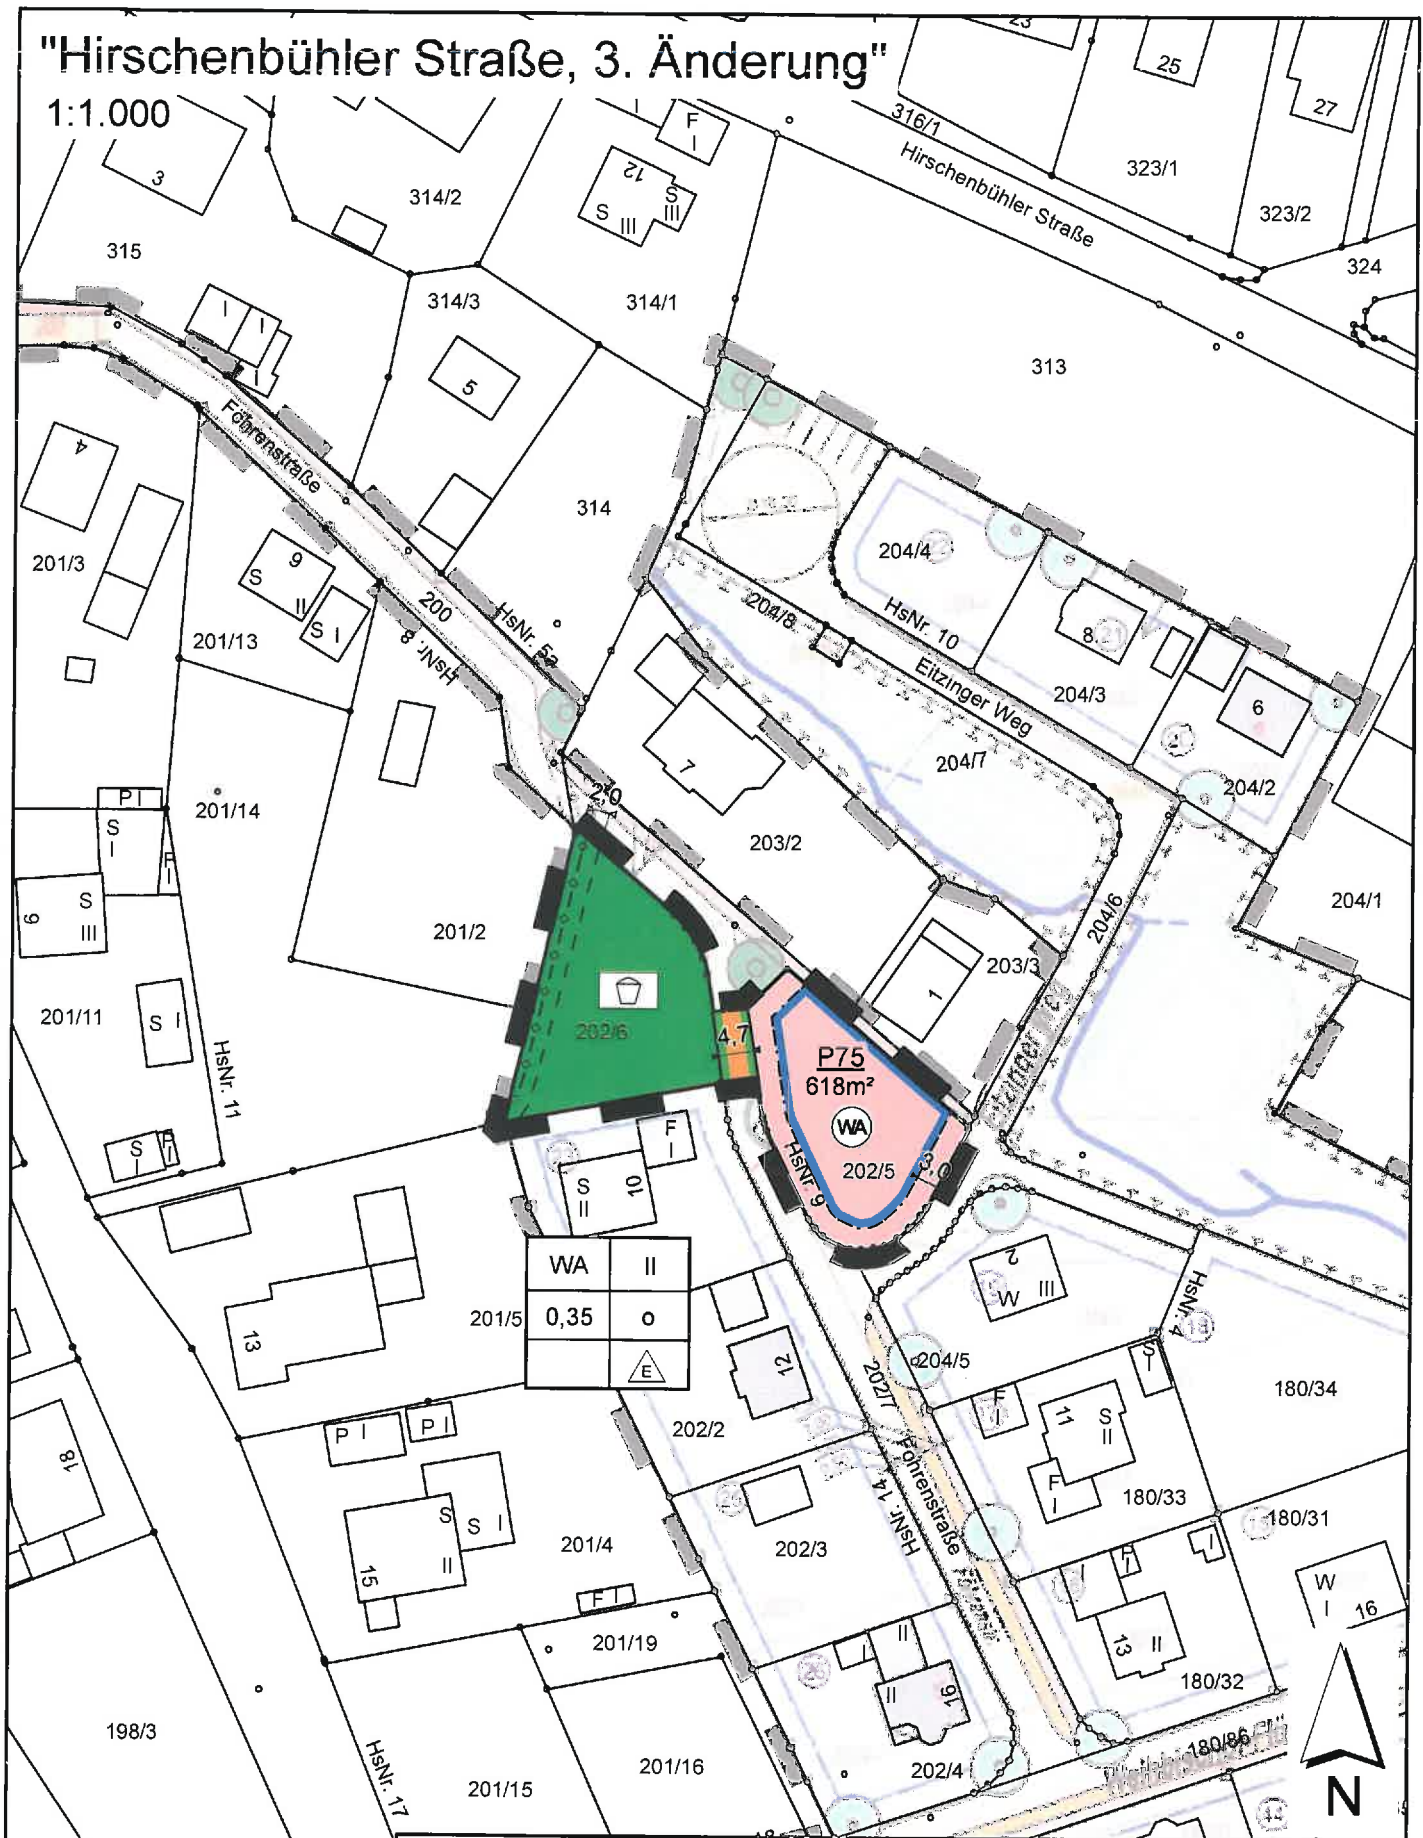 "Hirschenbühler Straße, 3. Änderung"
1:1.000
23
25
27
316/1
Hirschenbühler Straße
323/1
323/2
324
F
I
12
S
III
S
III
3
314/2
315
314/3
314/1
313
I
I
I
5
Föhrenstraße
4
314
204/4
201/3
9
S
II
S I
200
HsNr. 5a
HsNr. 8
201/13
204/8
HsNr. 10
8
21
Eitzinger Weg
204/3
6
204/7
204/2
7
2,0
P I
S
I
F
I
201/14
203/2
6
S
III
201/2
204/6
204/1
203/3
1
201/11
S I
HsNr. 11
202/6
4,7
P75
618m²
WA
202/5
3,0
HsNr. 9
S
I
F
I
S
II
10
WA
II
0,35
o
E
201/5
13
12
2
W
III
HsNr. 4
18
204/5
202/7
S
I
180/34
P I
P I
202/2
F
I
11
S
II
F
I
180/33
18
S
S I
II
15
201/4
HsNr. 14
Föhrenstraße
202/3
180/31
F I
P
I
I
I
W
I
16
201/19
II
I
II
16
13
II
180/32
198/3
HsNr. 17
201/15
201/16
202/4
180/86
N
44